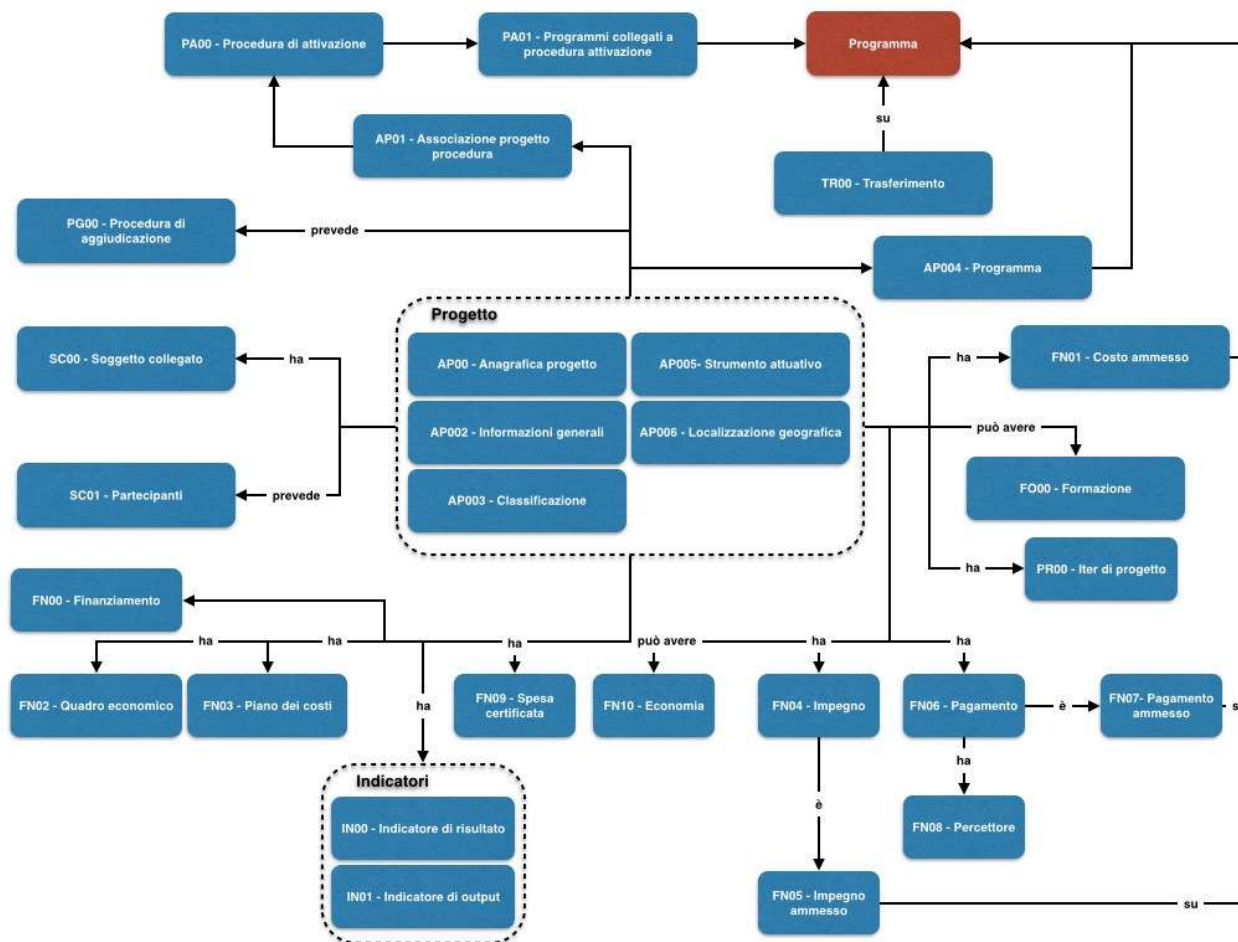 PA00 - Procedura di attivazione
PA01 - Programmi collegati a
procedura attivazione
Programma
AP01 - Associazione progetto
procedura
su
TR00 - Trasferimento
PG00 - Procedura di
aggiudicazione
prevede
AP004 - Programma
Progetto
SC00 - Soggetto collegato
ha
AP00 - Anagrafica progetto
AP005- Strumento attuativo
ha
FN01 - Costo ammesso
AP002 - Informazioni generali
AP006 - Localizzazione geografica
può avere
SC01 - Partecipanti
prevede
AP003 - Classificazione
FO00 - Formazione
ha
PR00 - Iter di progetto
FN00 - Finanziamento
ha
ha
ha
può avere
ha
ha
FN02 - Quadro economico
FN03 - Piano dei costi
ha
FN09 - Spesa
certificata
FN10 - Economia
FN04 - Impegno
FN06 - Pagamento
è
FN07- Pagamento
ammesso
s
ha
Indicatori
è
IN00 - Indicatore di risultato
FN08 - Percettore
IN01 - Indicatore di output
FN05 - Impegno
ammesso
su